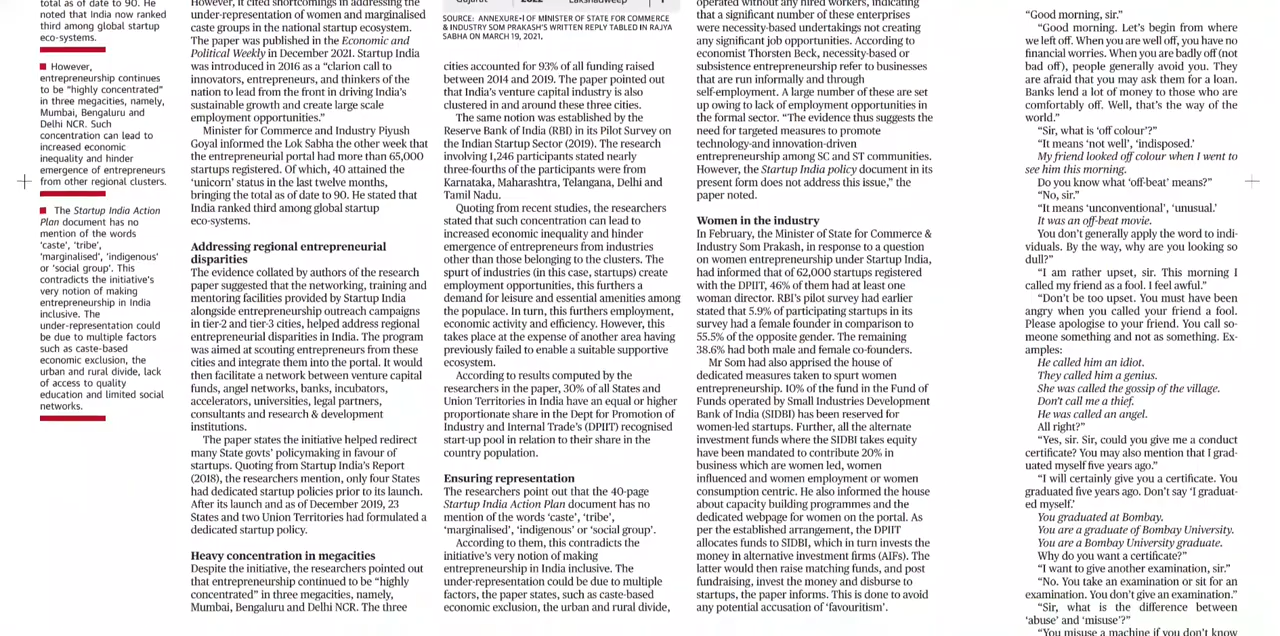 total as of date to 90. He
noted that India now ranked
third among global startup
eco-systems.
However,
entrepreneurship continues
to be “highly concentrated”
in three megacities, namely,
Mumbai, Bengaluru and
Delhi NCR. Such
concentration can lead to
increased economic
inequality and hinder
emergence of entrepreneurs
from other regional clusters.
The Startup India Action
Plan document has no
mention of the words
‘caste’, ‘tribe’,
‘marginalised’, ‘indigenous’
or ‘social group’. This
contradicts the initiative’s
very notion of making
entrepreneurship in India
inclusive. The
under-representation could
be due to multiple factors
such as caste-based
economic exclusion, the
urban and rural divide, lack
of access to quality
education and limited social
networks.
However, it cited shortcomings in addressing the
under-representation of women and marginalised
caste groups in the national startup ecosystem.
The paper was published in the Economic and
Political Weekly in December 2021. Startup India
was introduced in 2016 as a “clarion call to
innovators, entrepreneurs, and thinkers of the
nation to lead from the front in driving India’s
sustainable growth and create large scale
employment opportunities.”
Minister for Commerce and Industry Piyush
Goyal informed the Lok Sabha the other week that
the entrepreneurial portal had more than 65,000
startups registered. Of which, 40 attained the
‘unicorn’ status in the last twelve months,
bringing the total as of date to 90. He stated that
India ranked third among global startup
eco-systems.
Addressing regional entrepreneurial
disparities
The evidence collated by authors of the research
paper suggested that the networking, training and
mentoring facilities provided by Startup India
alongside entrepreneurship outreach campaigns
in tier-2 and tier-3 cities, helped address regional
entrepreneurial disparities in India. The program
was aimed at scouting entrepreneurs from these
cities and integrate them into the portal. It would
then facilitate a network between venture capital
funds, angel networks, banks, incubators,
accelerators, universities, legal partners,
consultants and research & development
institutions.
The paper states the initiative helped redirect
many State govts’ policymaking in favour of
startups. Quoting from Startup India’s Report
(2018), the researchers mention, only four States
had dedicated startup policies prior to its launch.
After its launch and as of December 2019, 23
States and two Union Territories had formulated a
dedicated startup policy.
Heavy concentration in megacities
Despite the initiative, the researchers pointed out
that entrepreneurship continued to be “highly
concentrated” in three megacities, namely,
Mumbai, Bengaluru and Delhi NCR. The three
Gujarat 2022 Lakshadweep 1
SOURCE: ANNEXURE-I OF MINISTER OF STATE FOR COMMERCE
& INDUSTRY SOM PRAKASH’S WRITTEN REPLY TABLED IN RAJYA
SABHA ON MARCH 19, 2021.
cities accounted for 93% of all funding raised
between 2014 and 2019. The paper pointed out
that India’s venture capital industry is also
clustered in and around these three cities.
The same notion was established by the
Reserve Bank of India (RBI) in its Pilot Survey on
the Indian Startup Sector (2019). The research
involving 1,246 participants stated nearly
three-fourths of the participants were from
Karnataka, Maharashtra, Telangana, Delhi and
Tamil Nadu.
Quoting from recent studies, the researchers
stated that such concentration can lead to
increased economic inequality and hinder
emergence of entrepreneurs from industries
other than those belonging to the clusters. The
spurt of industries (in this case, startups) create
employment opportunities, this furthers a
demand for leisure and essential amenities among
the populace. In turn, this furthers employment,
economic activity and efficiency. However, this
takes place at the expense of another area having
previously failed to enable a suitable supportive
ecosystem.
According to results computed by the
researchers in the paper, 30% of all States and
Union Territories in India have an equal or higher
proportionate share in the Dept for Promotion of
Industry and Internal Trade’s (DPIIT) recognised
start-up pool in relation to their share in the
country population.
Ensuring representation
The researchers point out that the 40-page
Startup India Action Plan document has no
mention of the words ‘caste’, ‘tribe’,
‘marginalised’, ‘indigenous’ or ‘social group’.
According to them, this contradicts the
initiative’s very notion of making
entrepreneurship in India inclusive. The
under-representation could be due to multiple
factors, the paper states, such as caste-based
economic exclusion, the urban and rural divide,
operated without any hired workers, indicating
that a significant number of these enterprises
were necessity-based undertakings not creating
any significant job opportunities. According to
economist Thorsten Beck, necessity-based or
subsistence entrepreneurship refer to businesses
that are run informally and through
self-employment. A large number of these are set
up owing to lack of employment opportunities in
the formal sector. “The evidence thus suggests the
need for targeted measures to promote
technology-and innovation-driven
entrepreneurship among SC and ST communities.
However, the Startup India policy document in its
present form does not address this issue,” the
paper noted.
Women in the industry
In February, the Minister of State for Commerce &
Industry Som Prakash, in response to a question
on women entrepreneurship under Startup India,
had informed that of 62,000 startups registered
with the DPIIT, 46% of them had at least one
woman director. RBI’s pilot survey had earlier
stated that 5.9% of participating startups in its
survey had a female founder in comparison to
55.5% of the opposite gender. The remaining
38.6% had both male and female co-founders.
Mr Som had also apprised the house of
dedicated measures taken to spurt women
entrepreneurship. 10% of the fund in the Fund of
Funds operated by Small Industries Development
Bank of India (SIDBI) has been reserved for
women-led startups. Further, all the alternate
investment funds where the SIDBI takes equity
have been mandated to contribute 20% in
business which are women led, women
influenced and women employment or women
consumption centric. He also informed the house
about capacity building programmes and the
dedicated webpage for women on the portal. As
per the established arrangement, the DPIIT
allocates funds to SIDBI, which in turn invests the
money in alternative investment firms (AIFs). The
latter would then raise matching funds, and post
fundraising, invest the money and disburse to
startups, the paper informs. This is done to avoid
any potential accusation of ‘favouritism’.
“Good morning, sir.”
“Good morning. Let’s begin from where
we left off. When you are well off, you have no
financial worries. When you are badly off (not
bad off), people generally avoid you. They
are afraid that you may ask them for a loan.
Banks lend a lot of money to those who are
comfortably off. Well, that’s the way of the
world.”
“Sir, what is ‘off colour’?”
“It means ‘not well’, ‘indisposed.’
My friend looked off colour when I went to
see him this morning.
Do you know what ‘off-beat’ means?”
“No, sir.”
“It means ‘unconventional’, ‘unusual.’
It was an off-beat movie.
You don’t generally apply the word to indi-
viduals. By the way, why are you looking so
dull?”
“I am rather upset, sir. This morning I
called my friend as a fool. I feel awful.”
“Don’t be too upset. You must have been
angry when you called your friend a fool.
Please apologise to your friend. You call so-
meone something and not as something. Ex-
amples:
He called him an idiot.
They called him a genius.
She was called the gossip of the village.
Don’t call me a thief.
He was called an angel.
All right?”
“Yes, sir. Sir, could you give me a conduct
certificate? You may also mention that I grad-
uated myself five years ago.”
“I will certainly give you a certificate. You
graduated five years ago. Don’t say ‘I graduat-
ed myself.’
You graduated at Bombay.
You are a graduate of Bombay University.
You are a Bombay University graduate.
Why do you want a certificate?”
“I want to give another examination, sir.”
“No. You take an examination or sit for an
examination. You don’t give an examination.”
“Sir, what is the difference between
‘abuse’ and ‘misuse’?”
“You misuse a machine if you don’t know